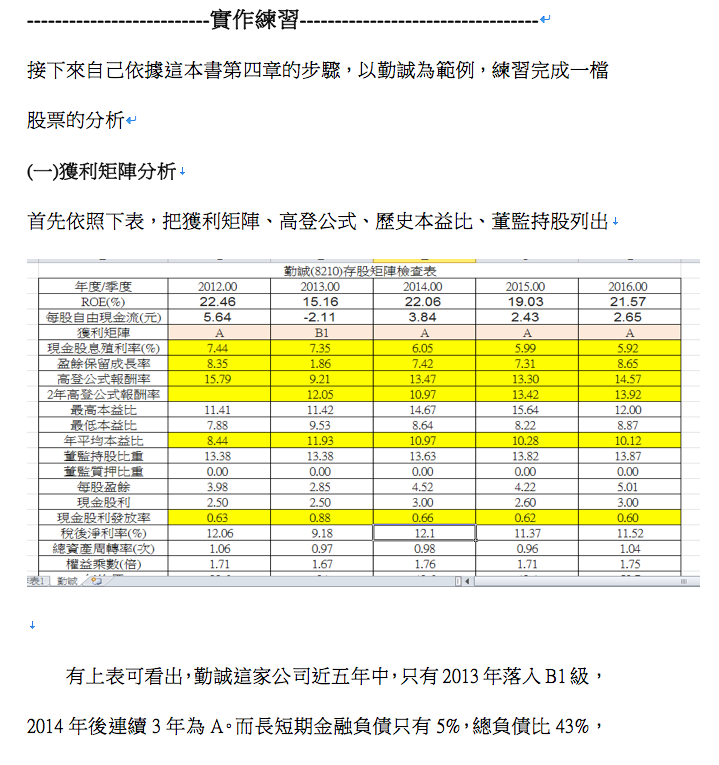 -------------------------實作練習---------------------------------
接下來自己依據這本書第四章的步驟，以勤誠為範例，練習完成一檔
股票的分析
(一)獲利矩陣分析
首先依照下表，把獲利矩陣、高登公式、歷史本益比、董監持股列出
勤誠(8210)存股矩陣檢查表
年度/季度 2012.00 2013.00 2014.00 2015.00 2016.00
ROE(%) 22.46 15.16 22.06 19.03 21.57
每股自由現金流(元) 5.64 -2.11 3.84 2.43 2.65
獲利矩陣 A B1 A A A
現金股息殖利率(%) 7.44 7.35 6.05 5.99 5.92
盈餘保留成長率 8.35 1.86 7.42 7.31 8.65
高登公式報酬率 15.79 9.21 13.47 13.30 14.57
2年高登公式報酬率 12.05 10.97 13.42 13.92
最高本益比 11.41 11.42 14.67 15.64 12.00
最低本益比 7.88 9.53 8.64 8.22 8.87
年平均本益比 8.44 11.93 10.97 10.28 10.12
董監持股比重 13.38 13.38 13.63 13.82 13.87
董監質押比重 0.00 0.00 0.00 0.00 0.00
每股盈餘 3.98 2.85 4.52 4.22 5.01
現金股利 2.50 2.50 3.00 2.60 3.00
現金股利發放率 0.63 0.88 0.66 0.62 0.60
稅後淨利率(%) 12.06 9.18 12.1 11.37 11.52
總資產周轉率(次) 1.06 0.97 0.98 0.96 1.04
權益乘數(倍) 1.71 1.67 1.76 1.71 1.75
表1 勤誠
有上表可看出，勤誠這家公司近五年中，只有 2013 年落入 B1 級，
2014 年後連續 3 年為 A。而長短期金融負債只有 5%，總負債比 43%，